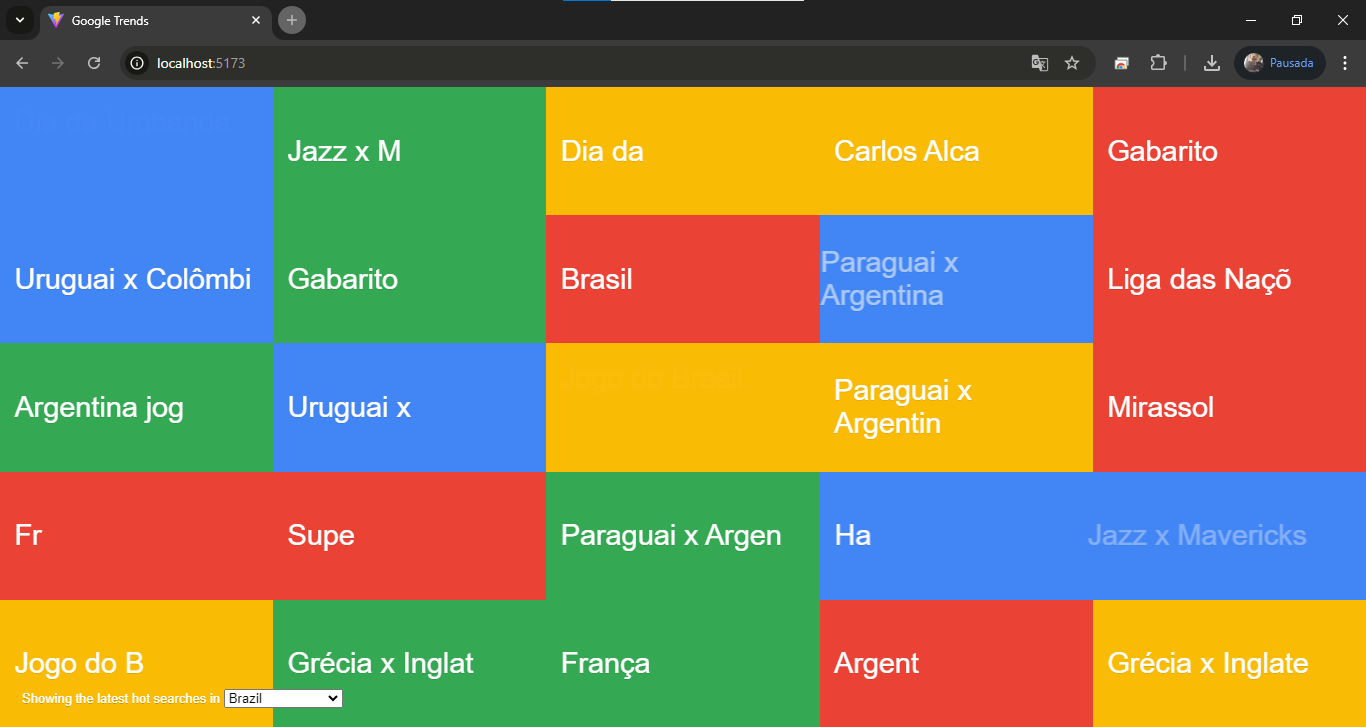 Google Trends
localhost:5173
Pausada
Dia do Umbanda
Jazz x M
Dia da
Carlos Alca
Gabarito
Uruguai x Colômbi
Gabarito
Brasil
Paraguai x
Argentina
Liga das Naçõ
Argentina jog
Uruguai x
Jogo do Brasil
Paraguai x
Argentin
Mirassol
Fr
Supe
Paraguai x Argen
Ha
Jazz x Mavericks
Jogo do B
Grécia x Inglat
França
Argent
Grécia x Inglate
Showing the latest hot searches in Brazil